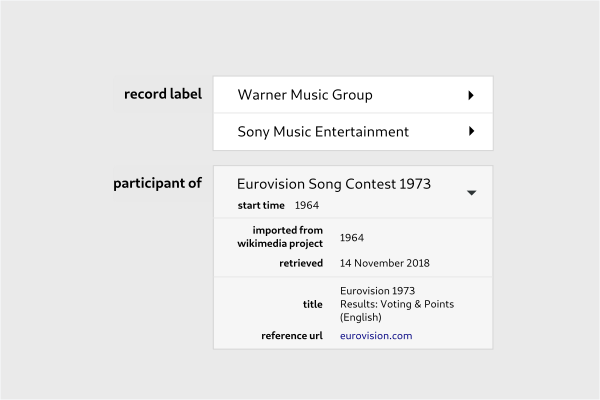 record label
Warner Music Group
Sony Music Entertainment
participant of
Eurovision Song Contest 1973
start time 1964
imported from
wikimedia project
1964
retrieved 14 November 2018
title
Eurovision 1973
Results: Voting & Points
(English)
reference url eurovision.com